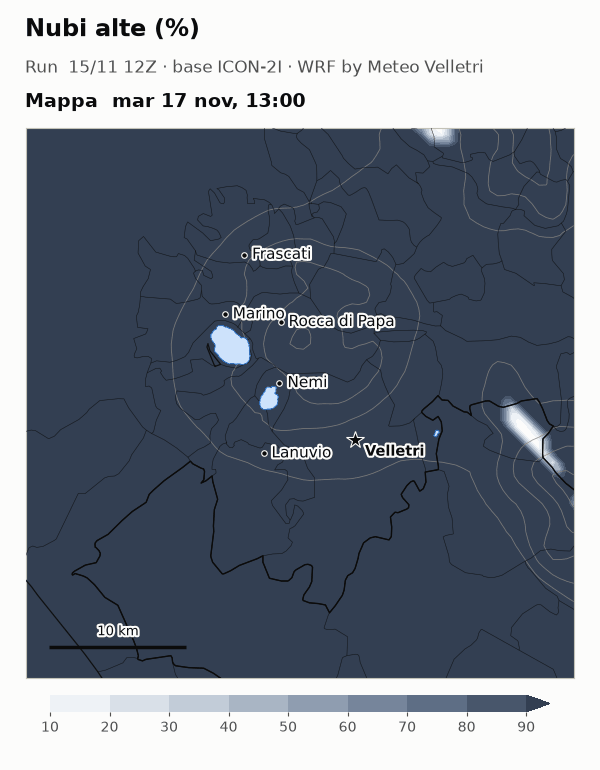 Nubi alte (%)
Run  15/11 12Z · base ICON-2I · WRF by Meteo Velletri
Mappa  mar 17 nov, 13:00
Frascati
Marino
Rocca di Papa
Nemi
Velletri
Lanuvio
10 km
10 20 30 40 50 60 70 80 90